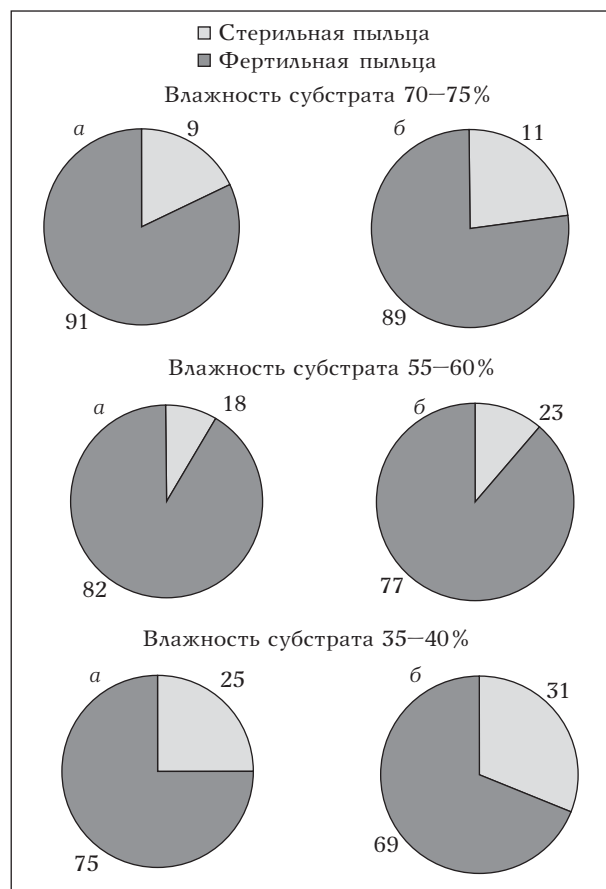 Стерильная пыльца
Фертильная пыльца
Влажность субстрата 70—75%
а 9 б 11
91 89
Влажность субстрата 55—60%
а 18 б 23
82 77
Влажность субстрата 35—40%
а 25 б 31
75 69